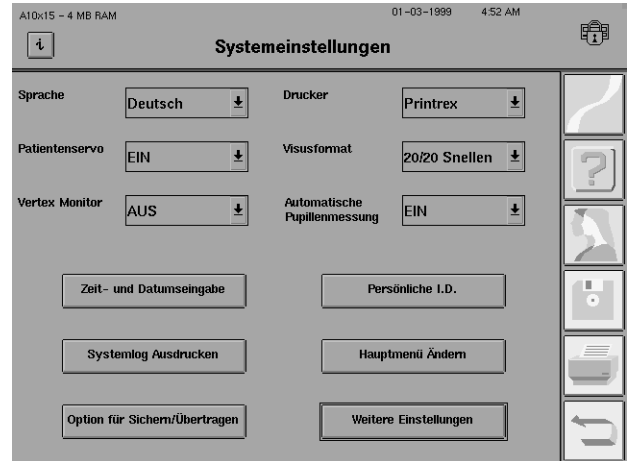 A10x15 - 4 MB RAM
01-03-1999 4:52 AM
i
Systemeinstellungen
Sprache
Deutsch
Drucker
Printrex
Patientenservo
EIN
Visusformat
20/20 Snellen
Vertex Monitor
AUS
Automatische
Pupillenmessung
EIN
Zeit- und Datumseingabe
Persönliche I.D.
Systemlog Ausdrucken
Hauptmenü Ändern
Option für Sichern/Übertragen
Weitere Einstellungen
?